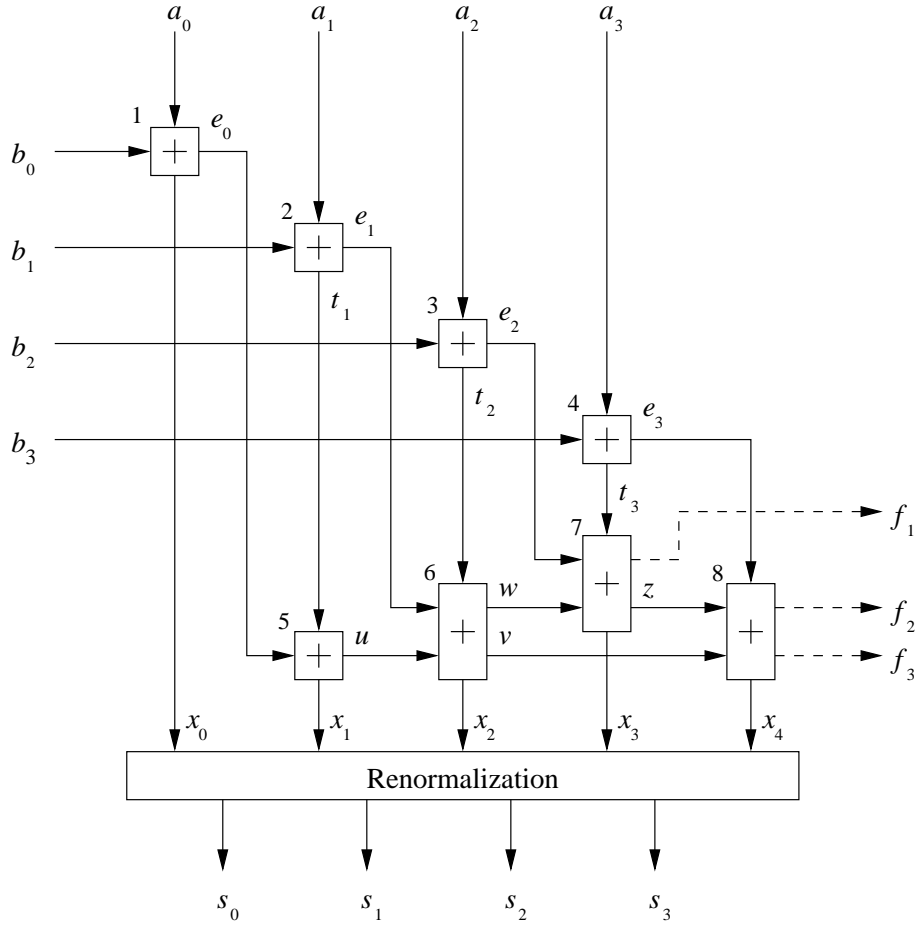 a0 a1 a2 a3
1 e0
b0 +
2 e1
b1 +
t1 3 e2
b2 +
t2 4 e3
b3 +
t3
7 f1
6 w + z 8 f2
5 u + v + f3
+
x0 x1 x2 x3 x4
Renormalization
s0 s1 s2 s3